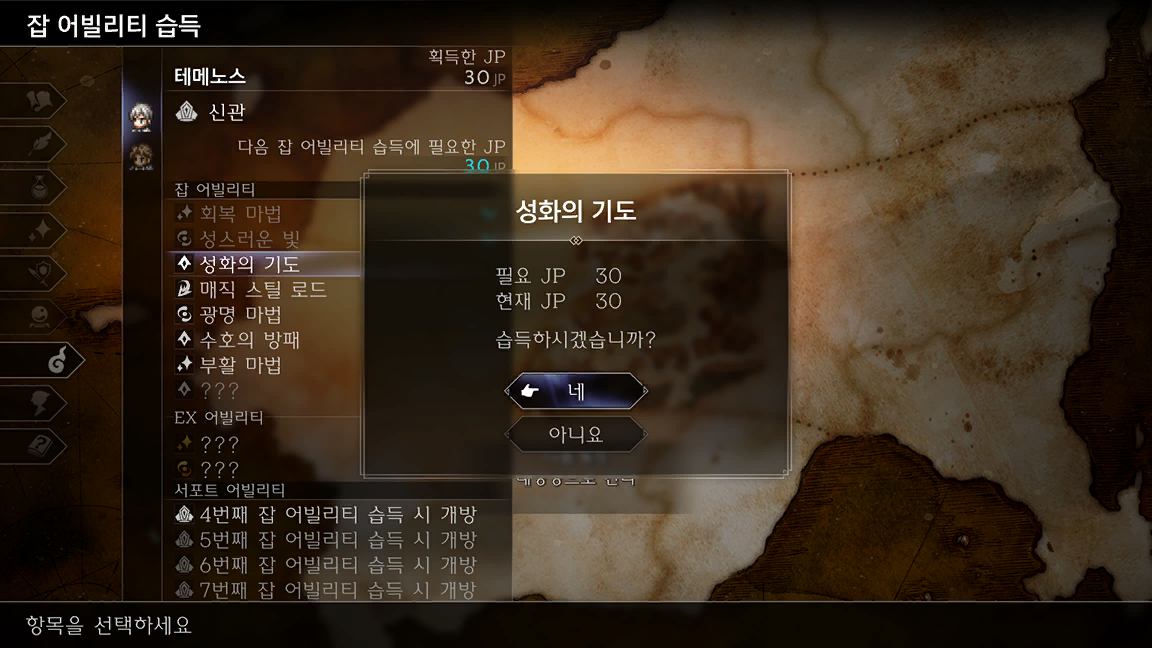 잡 어빌리티 습득
획득한 JP
테메노스
30 JP
신관
다음 잡 어빌리티 습득에 필요한 JP
30 JP
잡 어빌리티
회복 마법
성스러운 빛
성화의 기도
매직 스틸 로드
광명 마법
수호의 방패
부활 마법
???
EX 어빌리티
???
???
서포트 어빌리티
4번째 잡 어빌리티 습득 시 개방
5번째 잡 어빌리티 습득 시 개방
6번째 잡 어빌리티 습득 시 개방
7번째 잡 어빌리티 습득 시 개방
성화의 기도
필요 JP 30
현재 JP 30
습득하시겠습니까?
네
아니요
항목을 선택하세요